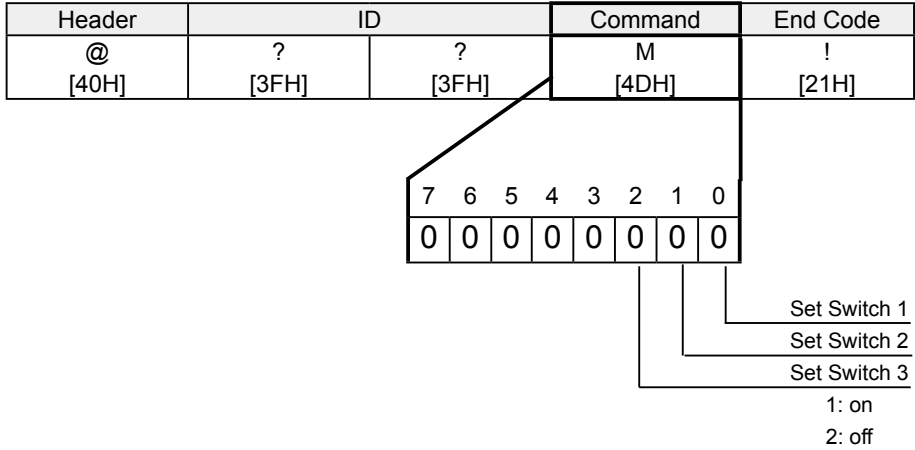 Header ID Command End Code
@ ? ? M !
[40H] [3FH] [3FH] [4DH] [21H]
7 6 5 4 3 2 1 0
0 0 0 0 0 0 0 0
Set Switch 1
Set Switch 2
Set Switch 3
1: on
2: off